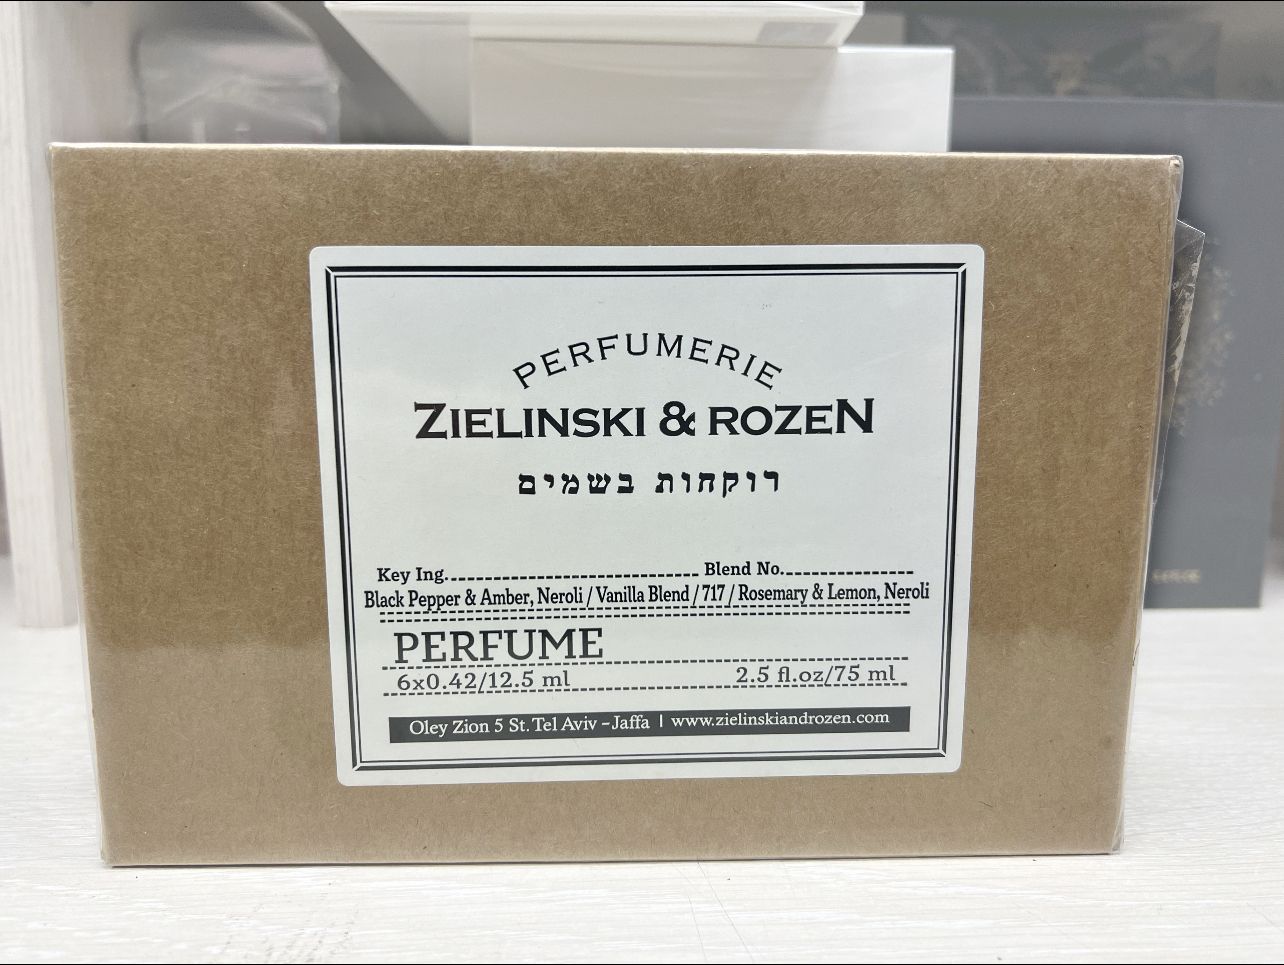 PERFUMERIE
ZIELINSKI & ROZEN
רוקחות בשמים
Key Ing. Blend No.
Black Pepper & Amber, Neroli / Vanilla Blend / 717 / Rosemary & Lemon, Neroli
PERFUME
6x0.42/12.5 ml 2.5 fl.oz/75 ml
Oley Zion 5 St. Tel Aviv - Jaffa | www.zielinskiandrozen.com